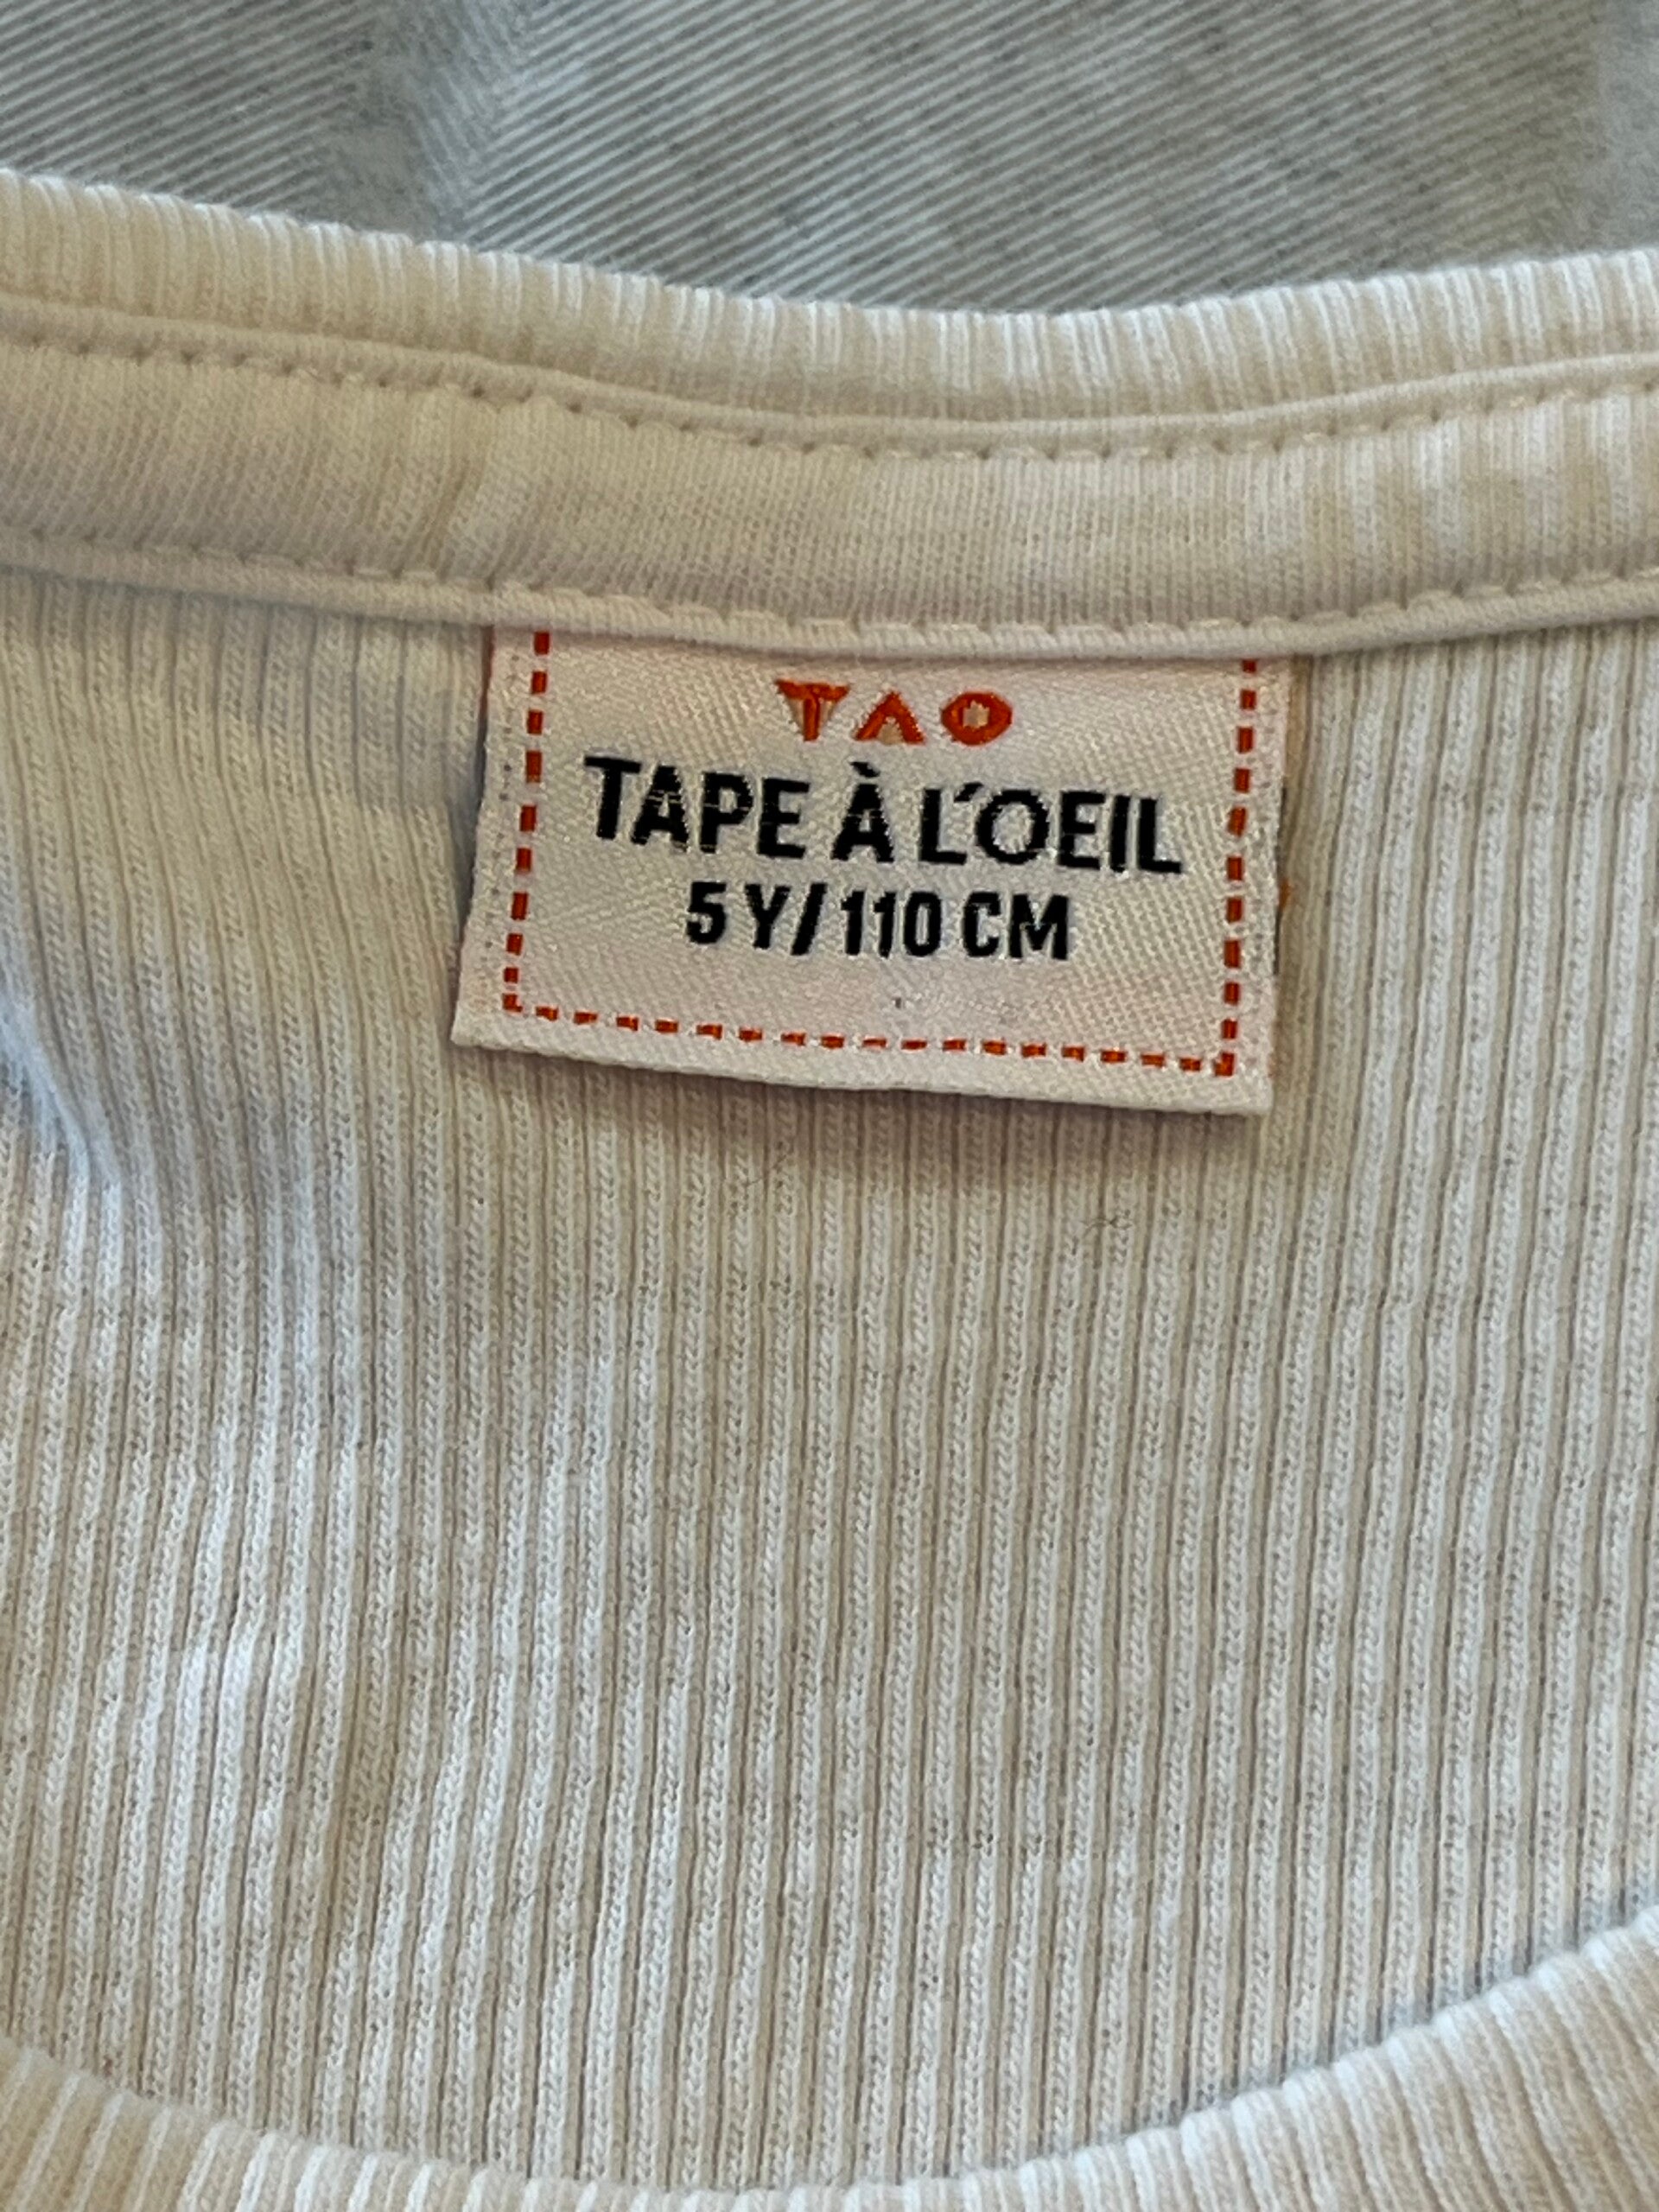 TAO
TAPE À L'OEIL
5 Y/110 CM